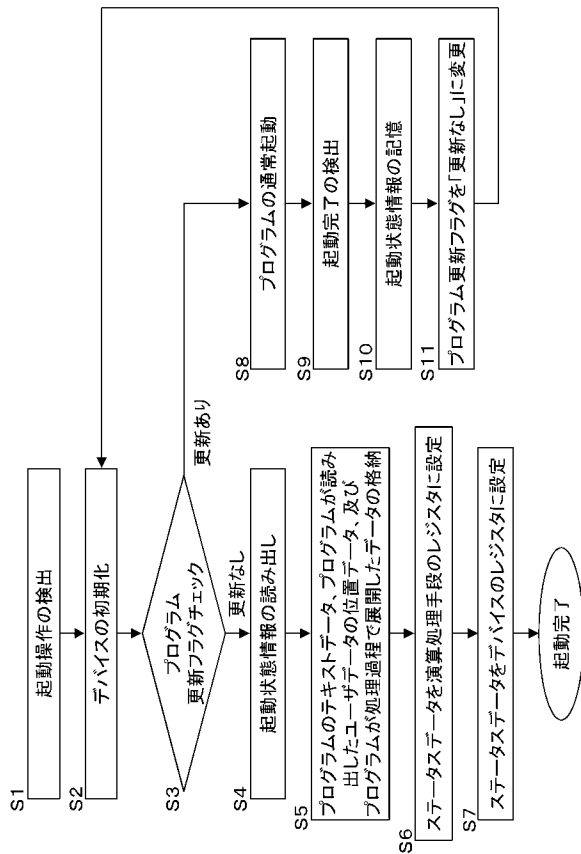 S1
起動操作の検出
S2
デバイスの初期化
S3
プログラム
更新フラグチェック
更新あり
更新なし
S4
起動状態情報の読み出し
S5
プログラムのテキストデータ、プログラムが読み
出したユーザデータの位置データ、及び
プログラムが処理過程で展開したデータの格納
S6
ステータスデータを演算処理手段のレジスタに設定
S7
ステータスデータをデバイスのレジスタに設定
起動完了
S8
プログラムの通常起動
S9
起動完了の検出
S10
起動状態情報の記憶
S11
プログラム更新フラグを「更新なし」に変更